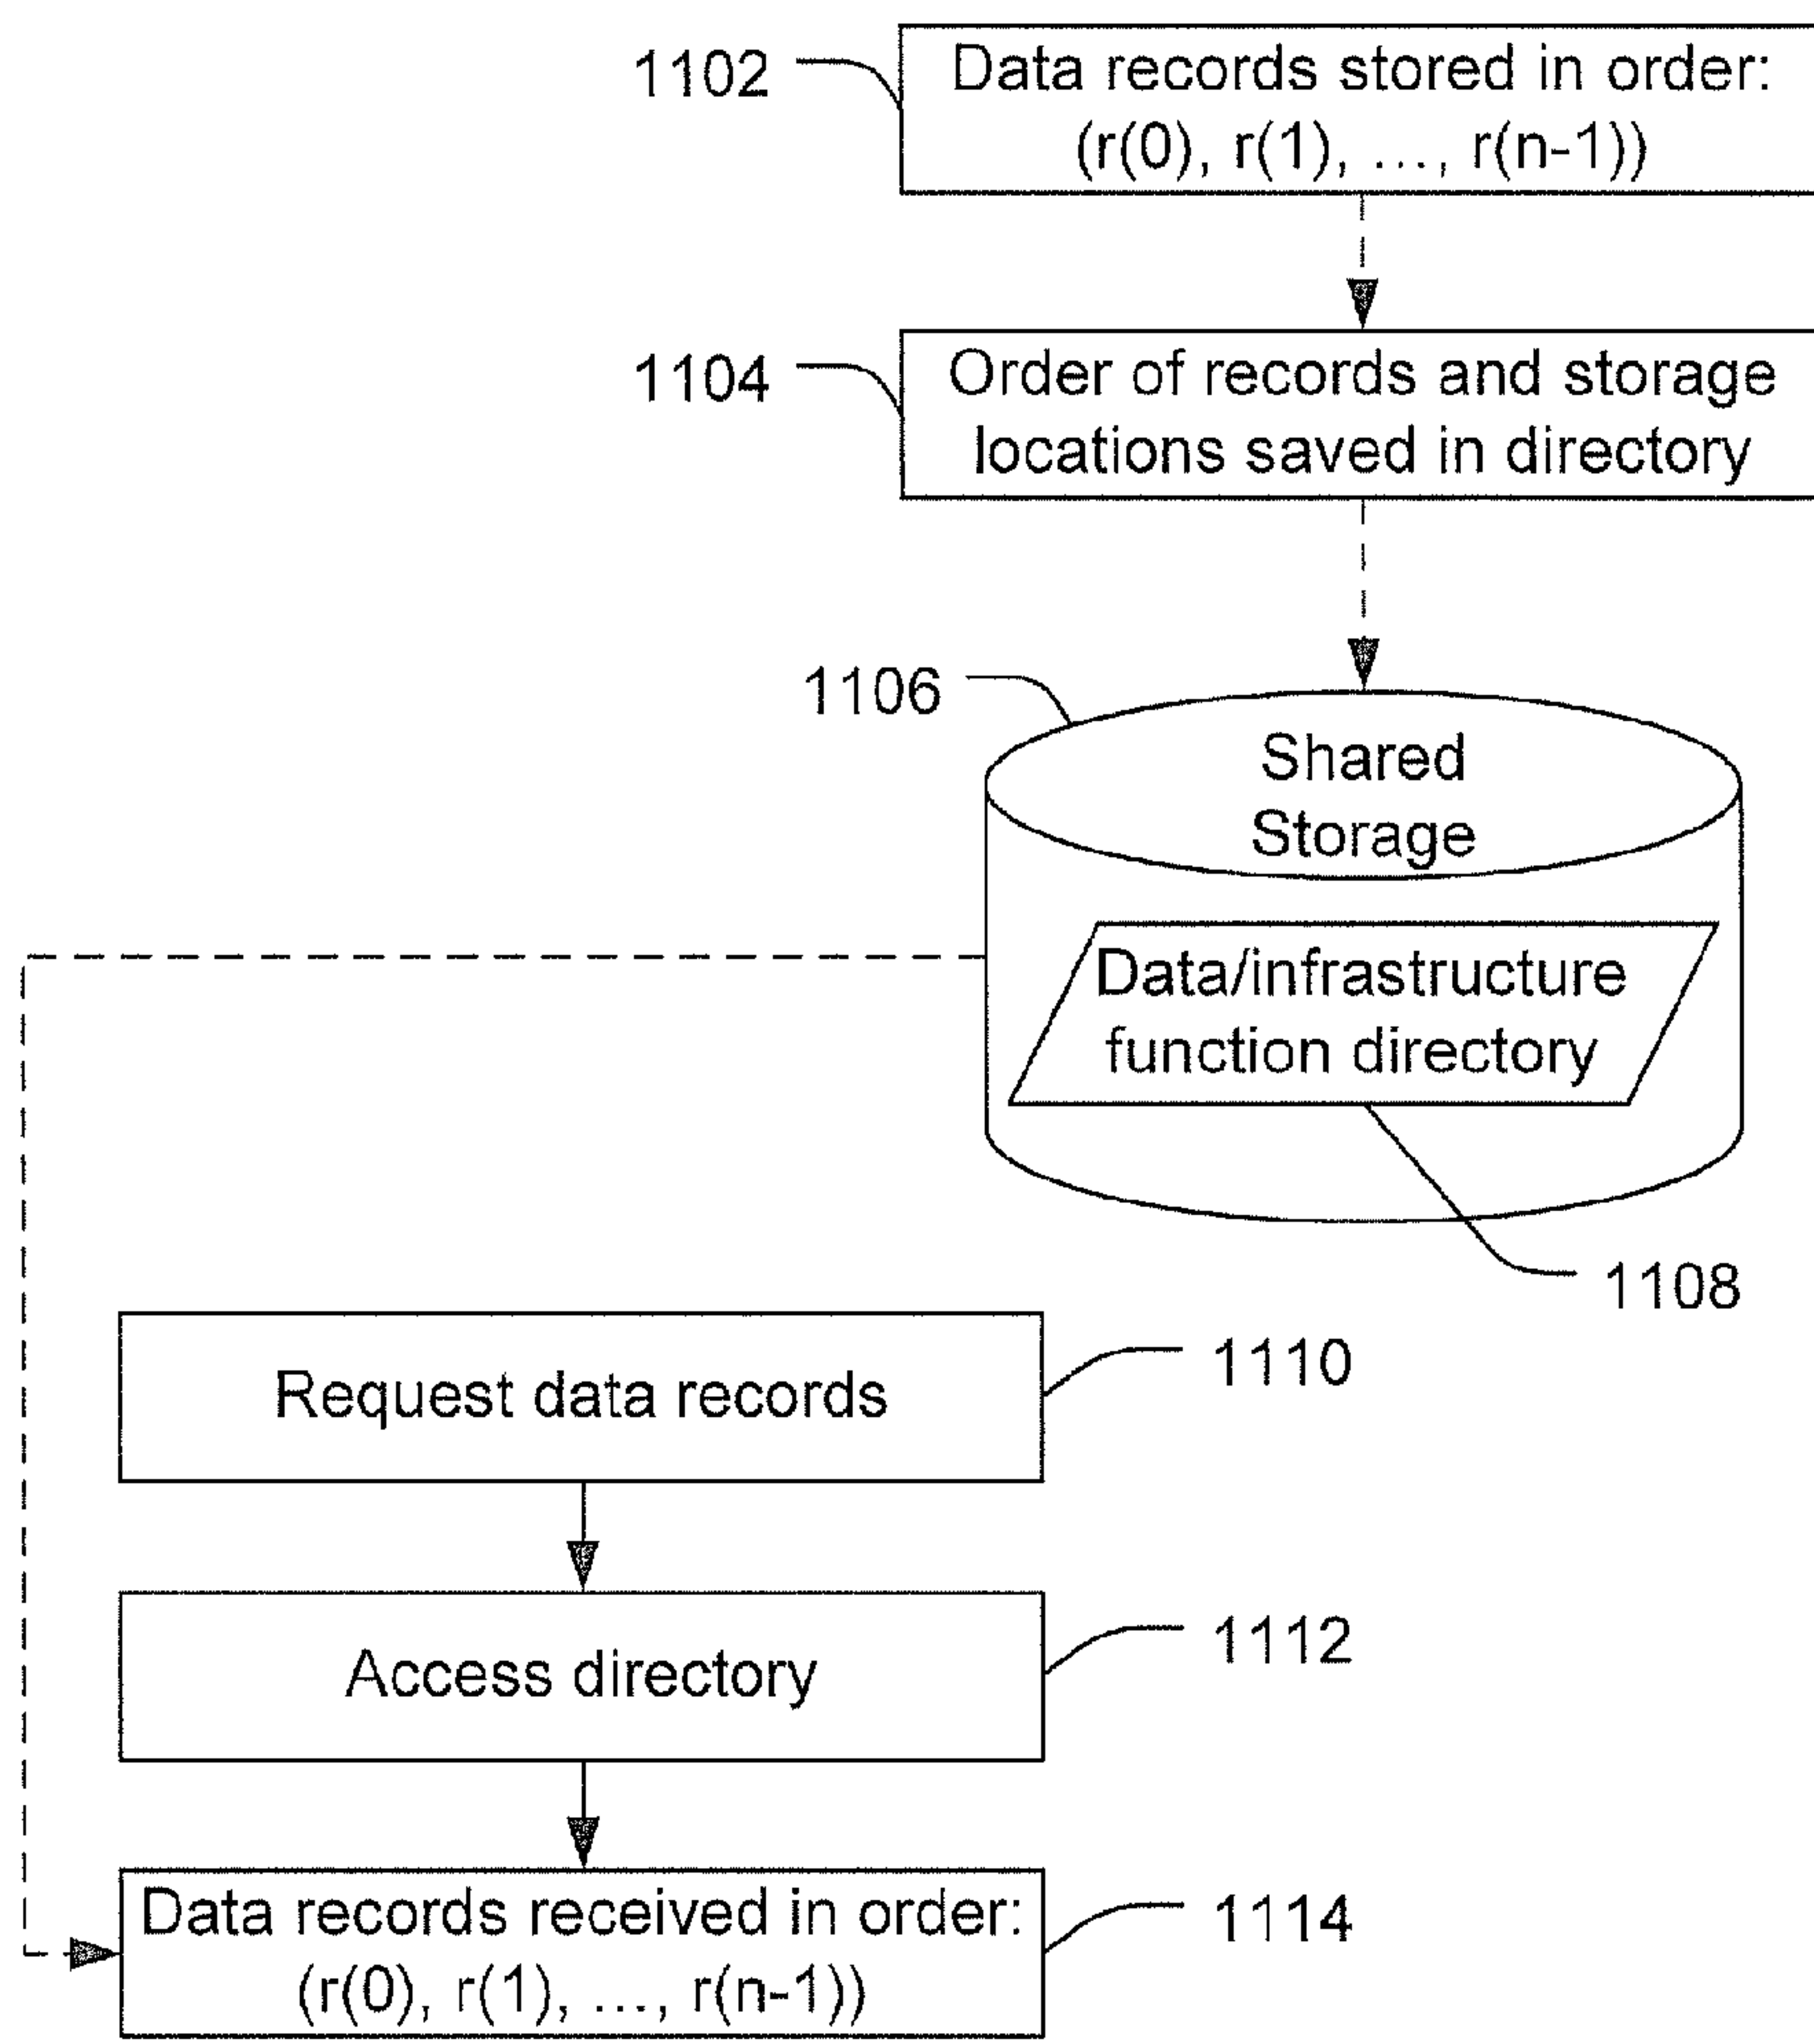 1102
Data records stored in order:
(r(0), r(1), ..., r(n-1))
1104
Order of records and storage
locations saved in directory
1106
Shared
Storage
Data/infrastructure
function directory
1108
Request data records
1110
Access directory
1112
Data records received in order:
(r(0), r(1), ..., r(n-1))
1114